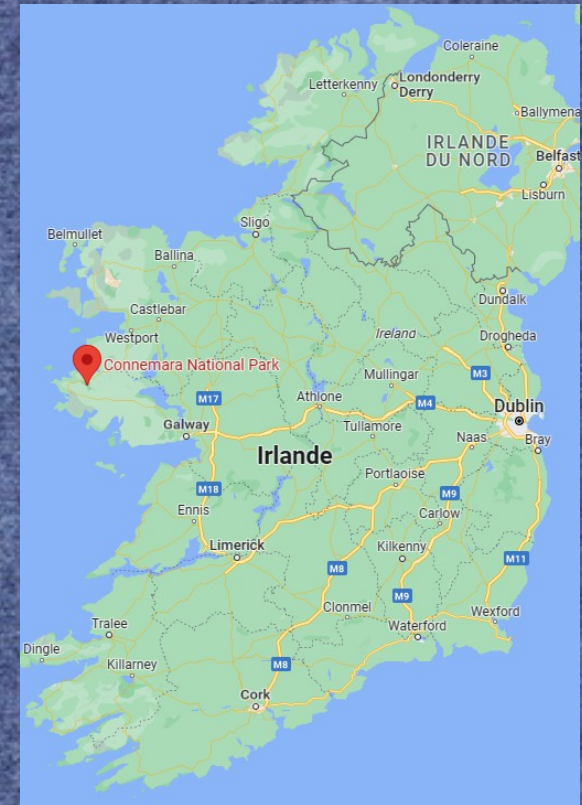 Coleraine
Letterkenny
Londonderry
Derry
Ballymena
IRLANDE
DU NORD
Belfast
Lisburn
Sligo
Belmullet
Ballina
Dundalk
Castlebar
Westport
Ireland
Drogheda
Connemara National Park
Mullingar
M3
M17
Athlone
M4
Dublin
Galway
Tullamore
Naas
Bray
Irlande
Portlaoise
M18
M9
Ennis
Carlow
Limerick
Kilkenny
M8
M11
M9
Clonmel
Wexford
Tralee
Waterford
Dingle
Killarney
M8
Cork